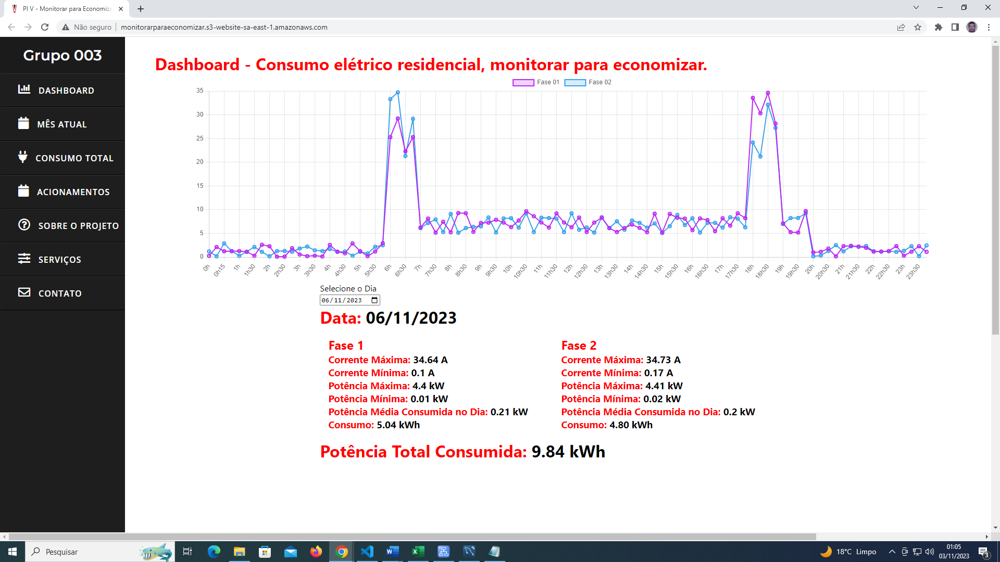 PI V - Monitorar para Economiza
Não seguro
monitorarparaeconomizar.s3-website-sa-east-1.amazonaws.com
Grupo 003
DASHBOARD
MÊS ATUAL
CONSUMO TOTAL
ACIONAMENTOS
SOBRE O PROJETO
SERVIÇOS
CONTATO
Dashboard - Consumo elétrico residencial, monitorar para economizar.
Fase 01 Fase 02
35
30
25
20
15
10
5
0
0h 0h15 1h 1h30 2h 2h30 3h 3h30 4h 4h30 5h 5h30 6h 6h30 7h 7h30 8h 8h30 9h 9h30 10h 10h30 11h 11h30 12h 12h30 13h 13h30 14h 14h30 15h 15h30 16h 16h30 17h 17h30 18h 18h30 19h 19h30 20h 20h30 21h 21h30 22h 22h30 23h 23h30
Selecione o Dia
06/11/2023
Data: 06/11/2023
Fase 1
Corrente Máxima: 34.64 A
Corrente Mínima: 0.1 A
Potência Máxima: 4.4 kW
Potência Mínima: 0.01 kW
Potência Média Consumida no Dia: 0.21 kW
Consumo: 5.04 kWh
Fase 2
Corrente Máxima: 34.73 A
Corrente Mínima: 0.17 A
Potência Máxima: 4.41 kW
Potência Mínima: 0.02 kW
Potência Média Consumida no Dia: 0.2 kW
Consumo: 4.80 kWh
Potência Total Consumida: 9.84 kWh
Pesquisar
18°C Limpo
01:05
03/11/2023
3